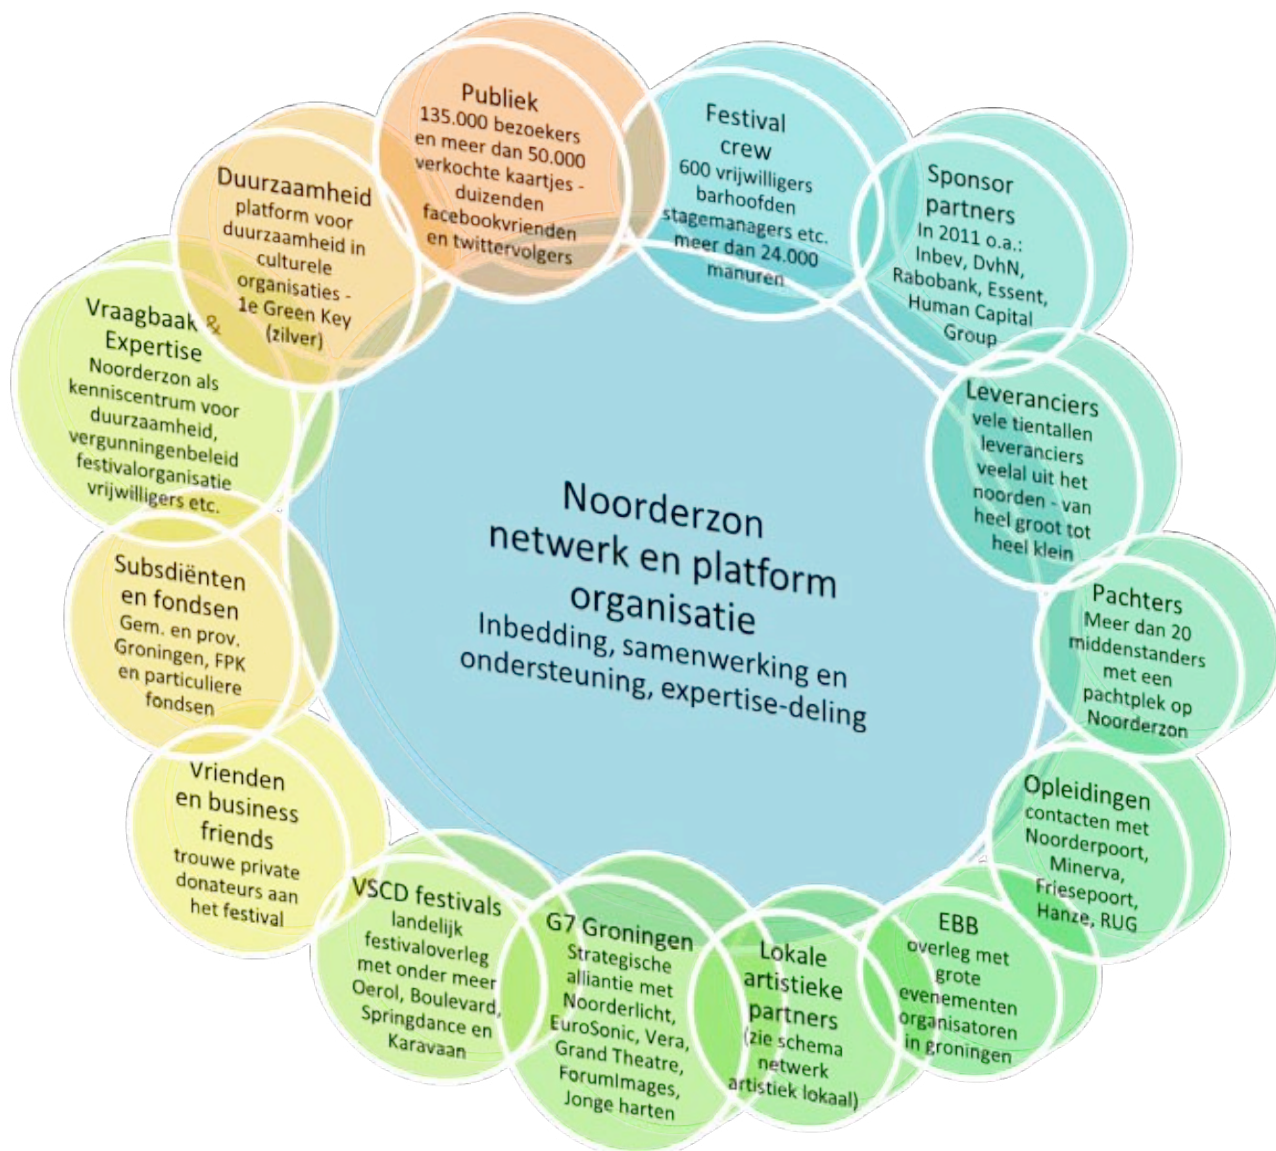 Publiek
135.000 bezoekers
en meer dan 50.000
verkochte kaartjes -
duizenden
facebookvrienden
en twittervolgers
Festival
crew
600 vrijwilligers
barhoofden
stagemanagers etc.
meer dan 24.000
manuren
Sponsor
partners
In 2011 o.a.:
Inbev, DvhN,
Rabobank, Essent,
Human Capital
Group
Leveranciers
vele tientallen
leveranciers
veelal uit het
noorden - van
heel groot tot
heel klein
Pachters
Meer dan 20
middenstanders
met een
pachtplek op
Noorderzon
Opleidingen
contacten met
Noorderpoort,
Minerva,
Friesepoort,
Hanze, RUG
EBB
overleg met
grote
evenementen
organisatoren
in groningen
Lokale
artistieke
partners
(zie schema
netwerk
artistiek lokaal)
G7 Groningen
Strategische
alliantie met
Noorderlicht,
EuroSonic, Vera,
Grand Theatre,
ForumImages,
Jonge harten
VSCD festivals
landelijk
festivaloverleg
met onder meer
Oerol, Boulevard,
Springdance en
Karavaan
Vrienden
en business
friends
trouwe private
donateurs aan
het festival
Subsdiënten
en fondsen
Gem. en prov.
Groningen, FPK
en particuliere
fondsen
Vraagbaak &
Expertise
Noorderzon als
kenniscentrum voor
duurzaamheid,
vergunningenbeleid
festivalorganisatie
vrijwilligers etc.
Duurzaamheid
platform voor
duurzaamheid in
culturele
organisaties -
1e Green Key
(zilver)
Noorderzon
netwerk en platform
organisatie
Inbedding, samenwerking en
ondersteuning, expertise-deling